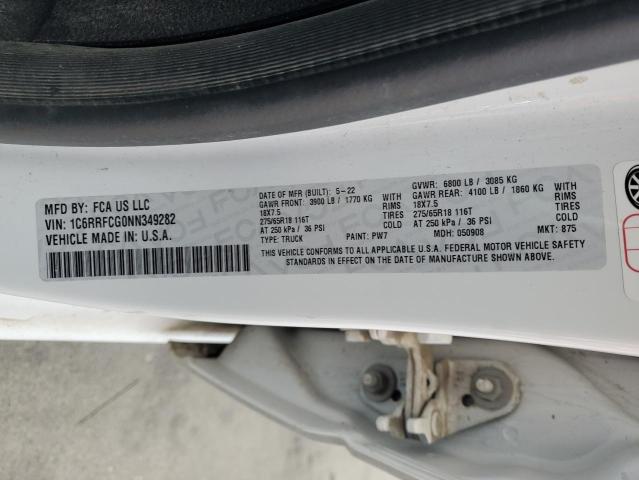 MFD BY: FCA US LLC
VIN: 1C6RRFCG0NN349282
VEHICLE MADE IN: U.S.A.
DATE OF MFR (BUILT): 5-22
GAWR FRONT: 3900 LB / 1770 KG WITH
18X7.5 RIMS
275/65R18 116T TIRES
AT 250 kPa / 36 PSI COLD
TYPE: TRUCK PAINT: PW7
GVWR: 6800 LB / 3085 KG
GAWR REAR: 4100 LB / 1860 KG WITH
18X7.5 RIMS
275/65R18 116T TIRES
AT 250 kPa / 36 PSI COLD
MDH: 050908 MKT: 875
THIS VEHICLE CONFORMS TO ALL APPLICABLE U.S.A. FEDERAL MOTOR VEHICLE SAFETY
STANDARDS IN EFFECT ON THE DATE OF MANUFACTURE SHOWN ABOVE.